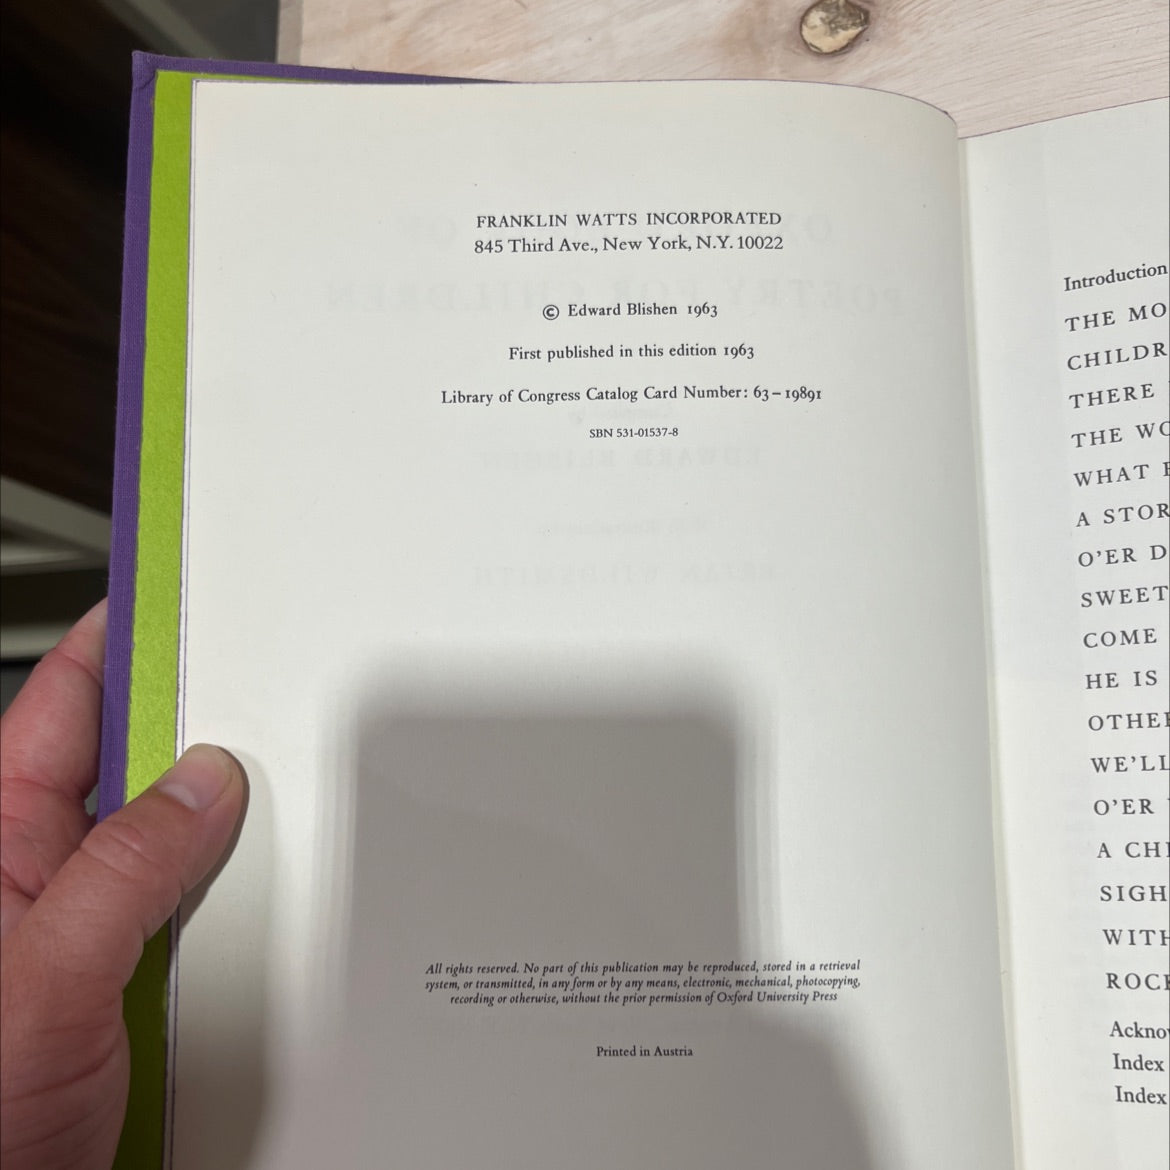 FRANKLIN WATTS INCORPORATED
845 Third Ave., New York, N.Y. 10022
© Edward Blishen 1963
First published in this edition 1963
Library of Congress Catalog Card Number: 63–19891
SBN 531-01537-8
All rights reserved. No part of this publication may be reproduced, stored in a retrieval
system, or transmitted, in any form or by any means, electronic, mechanical, photocopying,
recording or otherwise, without the prior permission of Oxford University Press
Printed in Austria
Introduction
THE MO
CHILDR
THERE
THE WO
WHAT
A STOR
O'ER D
SWEET
COME
HE IS
OTHE
WE'LL
O'ER
A CHI
SIGH
WITH
ROCK
Ackno
Index
Index